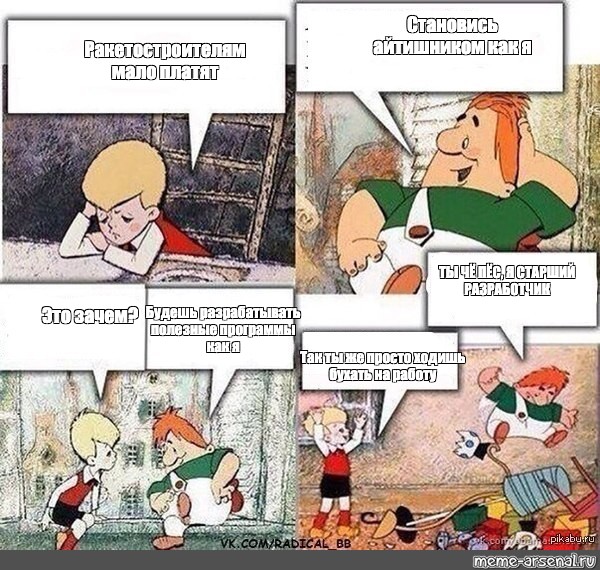 Ракетостроителям
мало платят
Становись
айтишником как я
Это зачем?
Будешь разрабатывать
полезные программы
как я
ТЫ ЧЁ ПЁС, Я СТАРШИЙ
РАЗРАБОТЧИК
Так ты же просто ходишь
бухать на работу
VK.COM/RADICAL_BB
pikabu.ru
meme-arsenal.ru